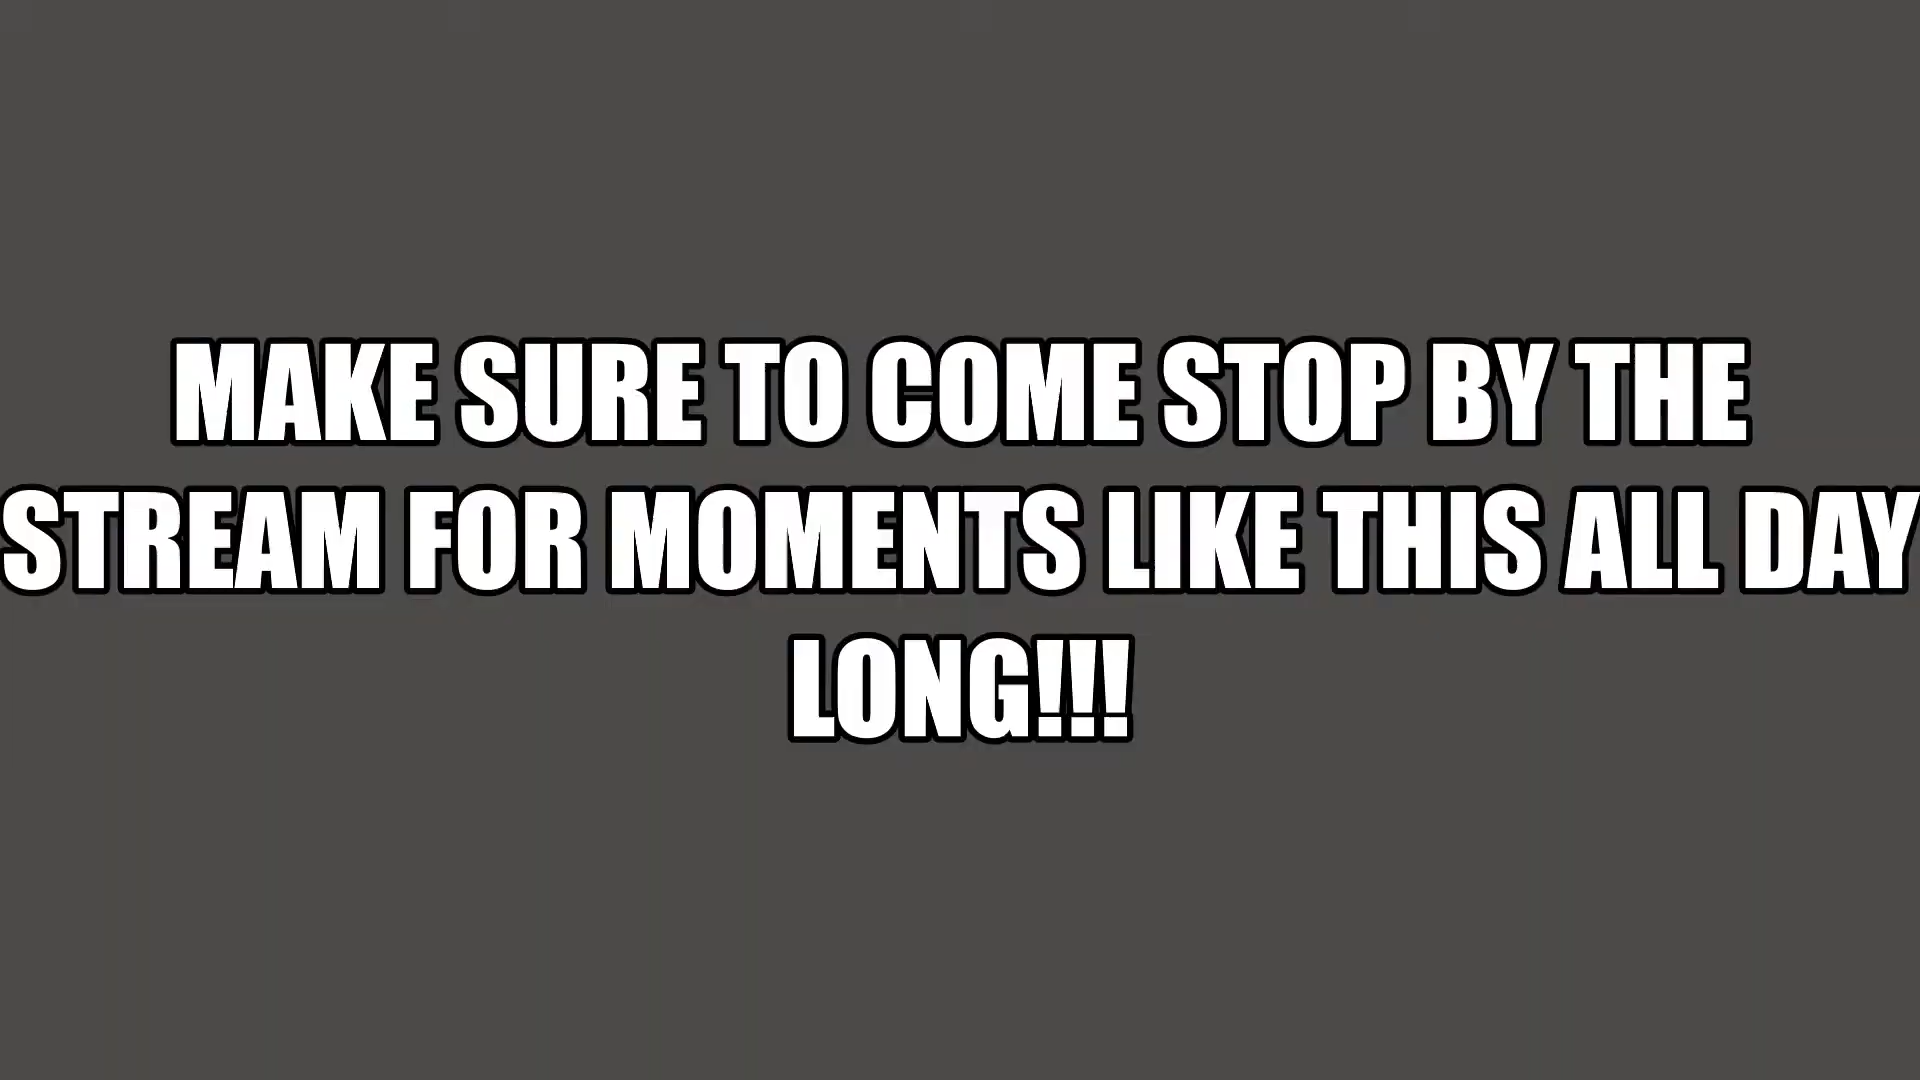 MAKE SURE TO COME STOP BY THE
STREAM FOR MOMENTS LIKE THIS ALL DAY
LONG!!!